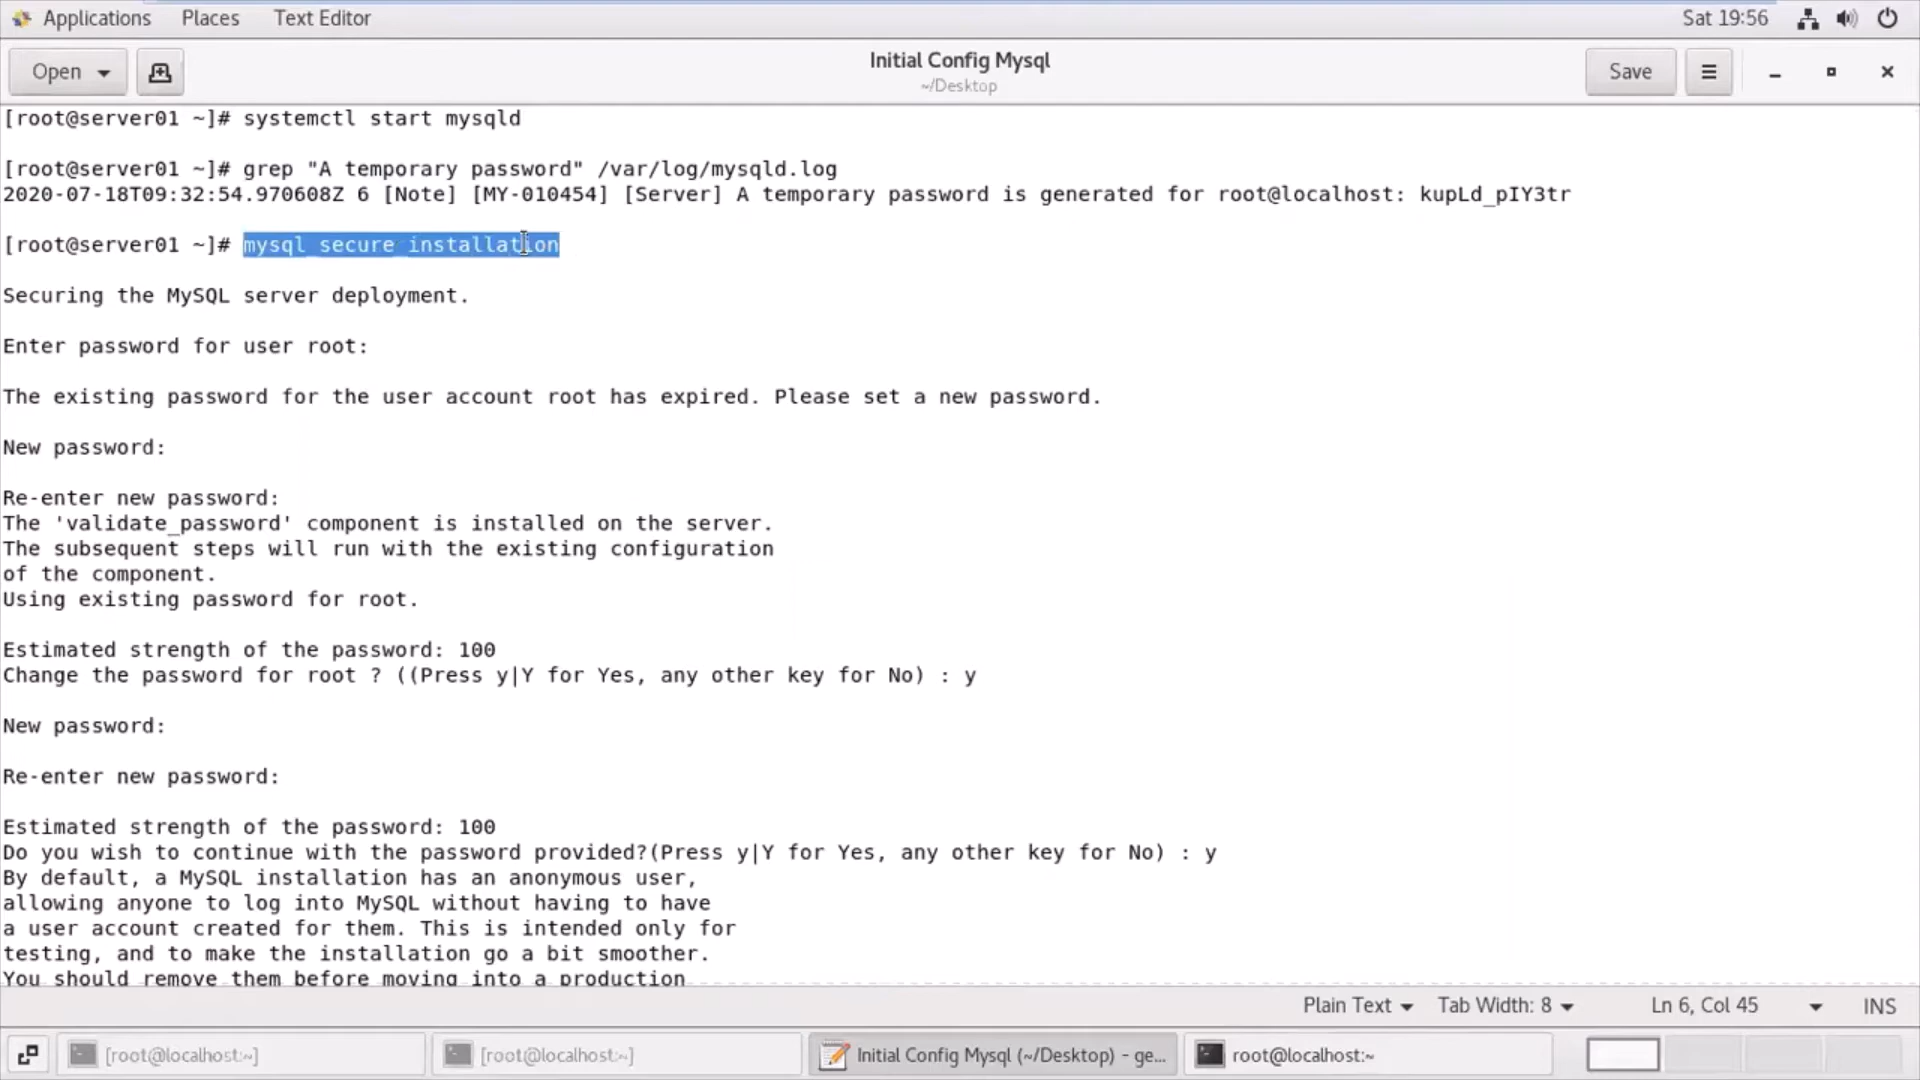 Applications Places Text Editor Sat 19:56
Open Initial Config Mysql Save
~/Desktop
[root@server01 ~]# systemctl start mysqld
[root@server01 ~]# grep "A temporary password" /var/log/mysqld.log
2020-07-18T09:32:54.970608Z 6 [Note] [MY-010454] [Server] A temporary password is generated for root@localhost: kupLd_pIY3tr
[root@server01 ~]# mysql_secure_installation
Securing the MySQL server deployment.
Enter password for user root:
The existing password for the user account root has expired. Please set a new password.
New password:
Re-enter new password:
The 'validate_password' component is installed on the server.
The subsequent steps will run with the existing configuration
of the component.
Using existing password for root.
Estimated strength of the password: 100
Change the password for root ? ((Press y|Y for Yes, any other key for No) : y
New password:
Re-enter new password:
Estimated strength of the password: 100
Do you wish to continue with the password provided?(Press y|Y for Yes, any other key for No) : y
By default, a MySQL installation has an anonymous user,
allowing anyone to log into MySQL without having to have
a user account created for them. This is intended only for
testing, and to make the installation go a bit smoother.
You should remove them before moving into a production
Plain Text Tab Width: 8 Ln 6, Col 45 INS
[root@localhost:~] [root@localhost:~] Initial Config Mysql (~/Desktop) - ge... root@localhost:~